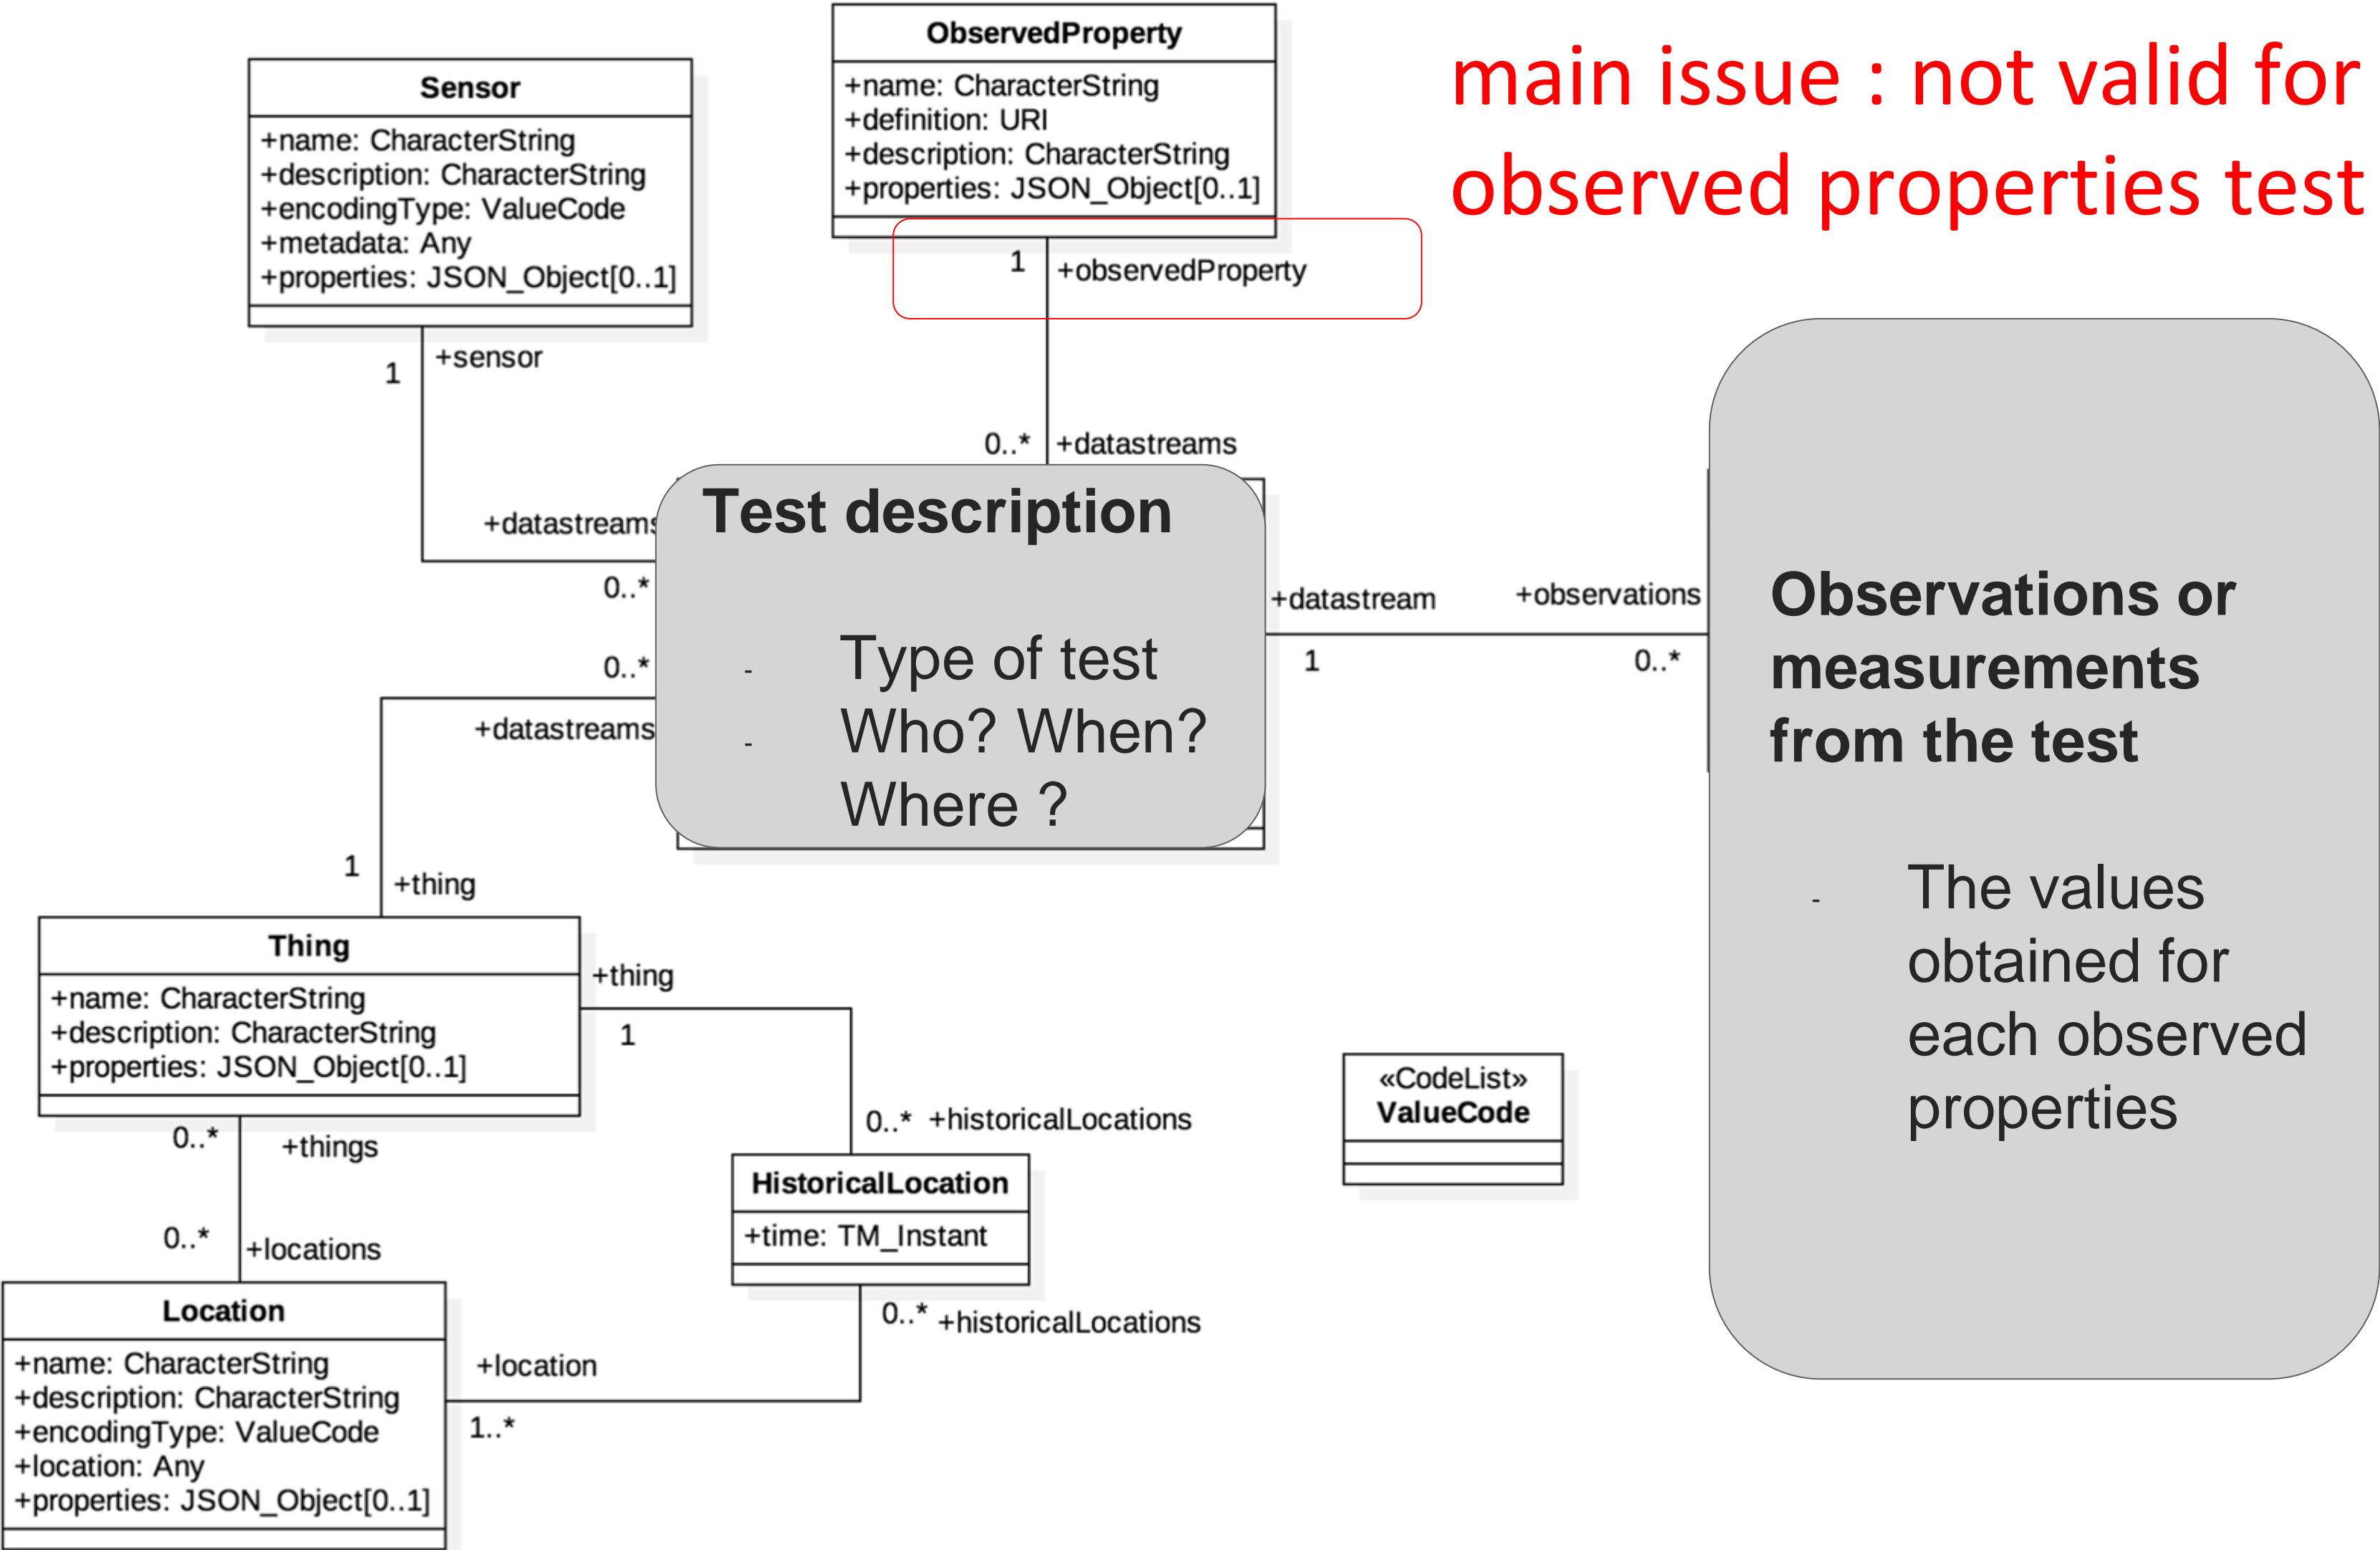 ObservedProperty
+name: CharacterString
+definition: URI
+description: CharacterString
+properties: JSON_Object[0..1]
main issue : not valid for
observed properties test
Sensor
+name: CharacterString
+description: CharacterString
+encodingType: ValueCode
+metadata: Any
+properties: JSON_Object[0..1]
1
+observedProperty
1
+sensor
0..*
+datastreams
+datastreams
0..*
Test description
- Type of test
- Who? When?
Where ?
0..*
+datastreams
+datastream
1
+observations
0..*
Observations or
measurements
from the test
- The values
obtained for
each observed
properties
1
+thing
Thing
+name: CharacterString
+description: CharacterString
+properties: JSON_Object[0..1]
+thing
1
0..*
+things
0..* +historicalLocations
«CodeList»
ValueCode
HistoricalLocation
+time: TM_Instant
0..*
+locations
0..* +historicalLocations
Location
+name: CharacterString
+description: CharacterString
+encodingType: ValueCode
+location: Any
+properties: JSON_Object[0..1]
+location
1..*